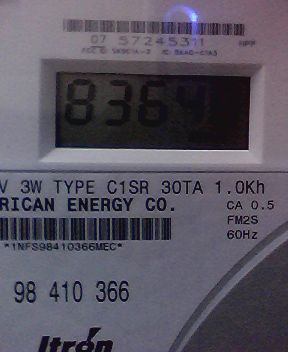 07 57245311
83641
V 3W TYPE C1SR 30TA 1.0Kh
RICAN ENERGY CO.
CA 0.5
FM2S
60Hz
*1NFS98410366MEC*
98 410 366
Itron